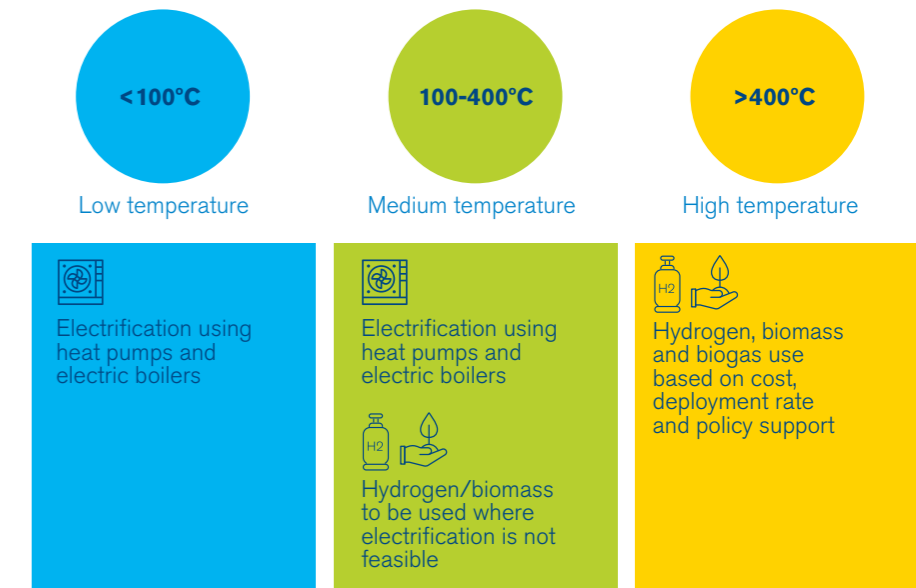 <100°C
Low temperature
Electrification using
heat pumps and
electric boilers
100-400°C
Medium temperature
Electrification using
heat pumps and
electric boilers
H2
Hydrogen/biomass
to be used where
electrification is not
feasible
>400°C
High temperature
H2
Hydrogen, biomass
and biogas use
based on cost,
deployment rate
and policy support